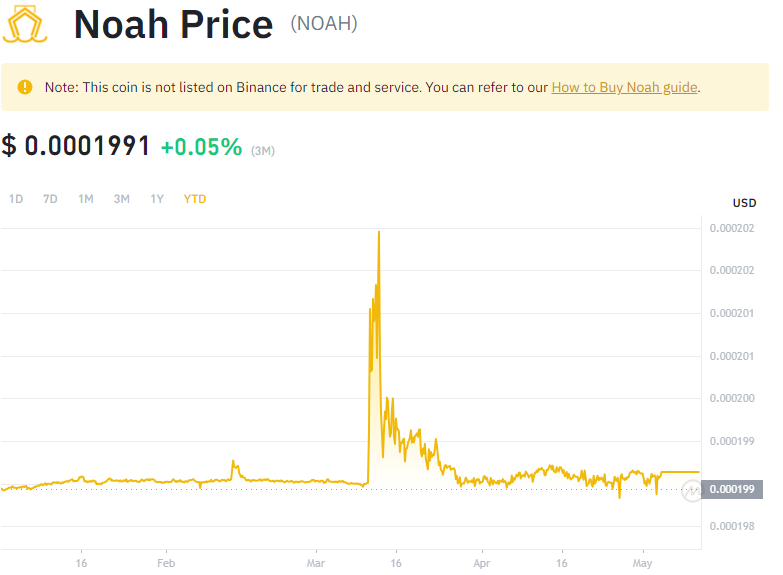 Noah Price (NOAH)
Note: This coin is not listed on Binance for trade and service. You can refer to our How to Buy Noah guide.
$ 0.0001991 +0.05% (3M)
1D 7D 1M 3M 1Y YTD
USD
0.000202
0.000202
0.000201
0.000201
0.000200
0.000199
0.000199
0.000198
16 Feb Mar 16 Apr 16 May